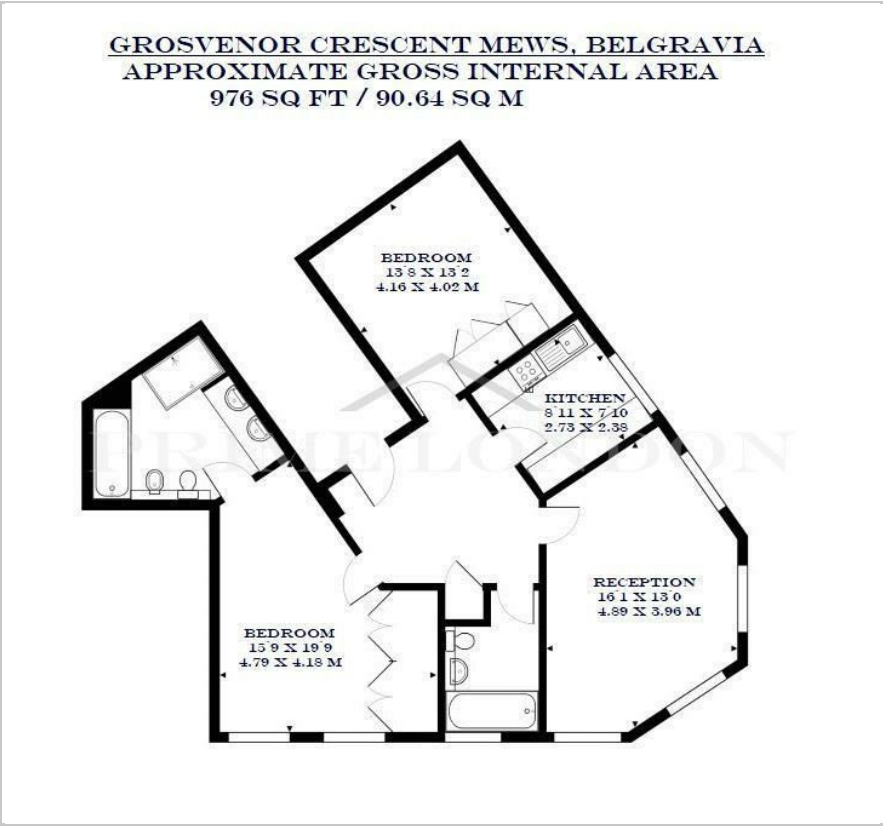 GROSVENOR CRESCENT MEWS, BELGRAVIA
APPROXIMATE GROSS INTERNAL AREA
976 SQ FT / 90.64 SQ M
BEDROOM
13'8 X 13'2
4.16 X 4.02 M
KITCHEN
8'11 X 7'10
2.73 X 2.38
PRIME LONDON
RECEPTION
16'1 X 13'0
4.89 X 3.96 M
BEDROOM
15'9 X 19'9
4.79 X 4.18 M